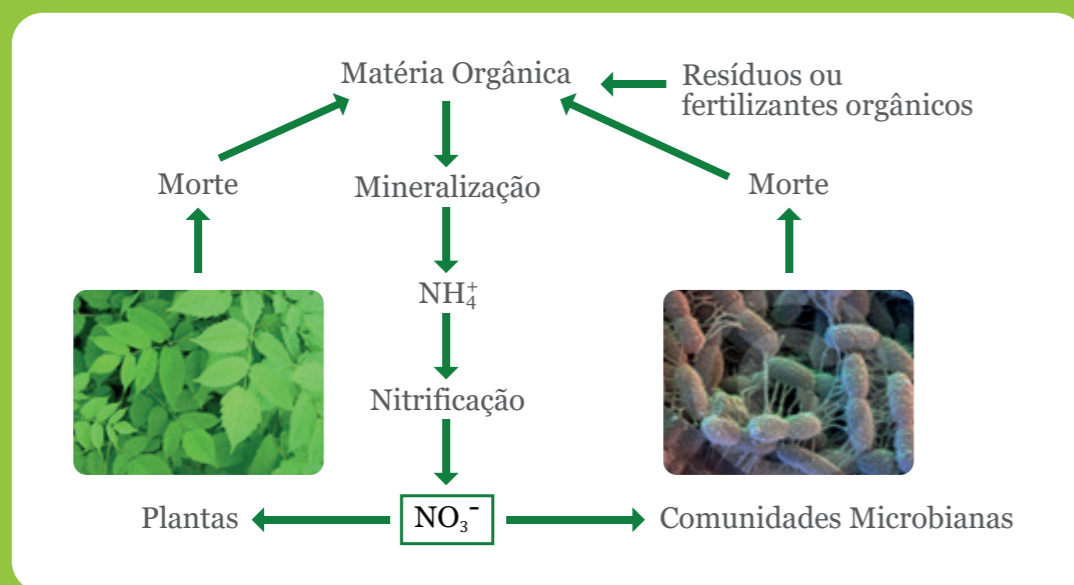 Matéria Orgânica
Resíduos ou
fertilizantes orgânicos
Morte
Mineralização
Morte
NH₄⁺
Nitrificação
Plantas
NO₃⁻
Comunidades Microbianas